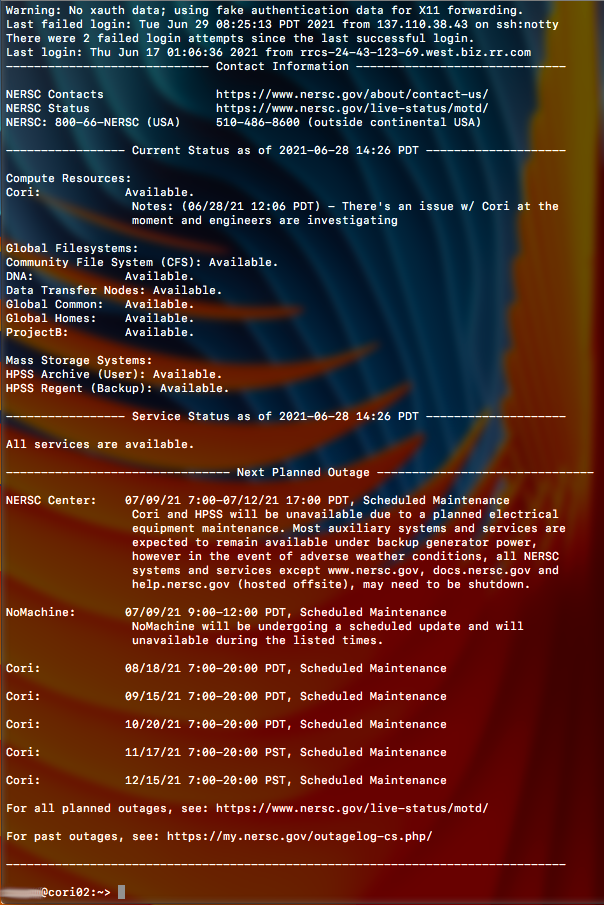 Warning: No xauth data; using fake authentication data for X11 forwarding.
Last failed login: Tue Jun 29 08:25:13 PDT 2021 from 137.110.38.43 on ssh:notty
There were 2 failed login attempts since the last successful login.
Last login: Thu Jun 17 01:06:36 2021 from rrcs-24-43-123-69.west.biz.rr.com
----------------------------- Contact Information ------------------------------

NERSC Contacts                https://www.nersc.gov/about/contact-us/
NERSC Status                  https://www.nersc.gov/live-status/motd/
NERSC: 800-66-NERSC (USA)     510-486-8600 (outside continental USA)

----------------- Current Status as of 2021-06-28 14:26 PDT --------------------

Compute Resources:
Cori:            Available.
                  Notes: (06/28/21 12:06 PDT) - There's an issue w/ Cori at the
                  moment and engineers are investigating

Global Filesystems:
Community File System (CFS): Available.
DNA:             Available.
Data Transfer Nodes: Available.
Global Common:   Available.
Global Homes:    Available.
ProjectB:        Available.

Mass Storage Systems:
HPSS Archive (User): Available.
HPSS Regent (Backup): Available.

----------------- Service Status as of 2021-06-28 14:26 PDT --------------------

All services are available.

-------------------------------- Next Planned Outage -------------------------------

NERSC Center:    07/09/21 7:00-07/12/21 17:00 PDT, Scheduled Maintenance
                  Cori and HPSS will be unavailable due to a planned electrical
                  equipment maintenance. Most auxiliary systems and services are
                  expected to remain available under backup generator power,
                  however in the event of adverse weather conditions, all NERSC
                  systems and services except www.nersc.gov, docs.nersc.gov and
                  help.nersc.gov (hosted offsite), may need to be shutdown.

NoMachine:       07/09/21 9:00-12:00 PDT, Scheduled Maintenance
                  NoMachine will be undergoing a scheduled update and will
                  unavailable during the listed times.

Cori:            08/18/21 7:00-20:00 PDT, Scheduled Maintenance

Cori:            09/15/21 7:00-20:00 PDT, Scheduled Maintenance

Cori:            10/20/21 7:00-20:00 PDT, Scheduled Maintenance

Cori:            11/17/21 7:00-20:00 PST, Scheduled Maintenance

Cori:            12/15/21 7:00-20:00 PST, Scheduled Maintenance

For all planned outages, see: https://www.nersc.gov/live-status/motd/

For past outages, see: https://my.nersc.gov/outagelog-cs.php/

--------------------------------------------------------------------------------

@cori02:~>